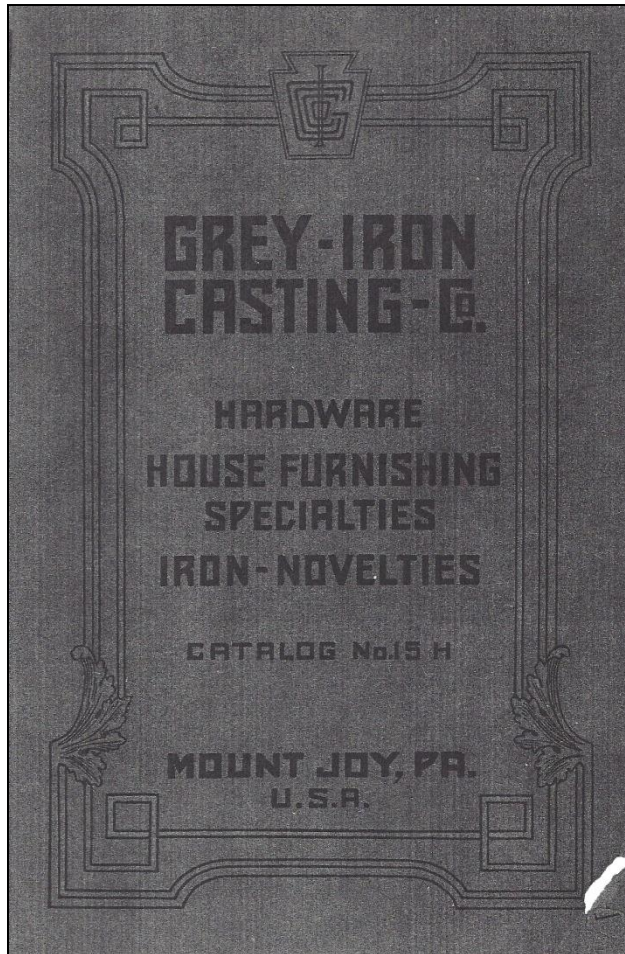 GREY-IRON
CASTING-Co.
HARDWARE
HOUSE FURNISHING
SPECIALTIES
IRON-NOVELTIES
CATALOG No.15 H
MOUNT JOY, PA.
U.S.A.